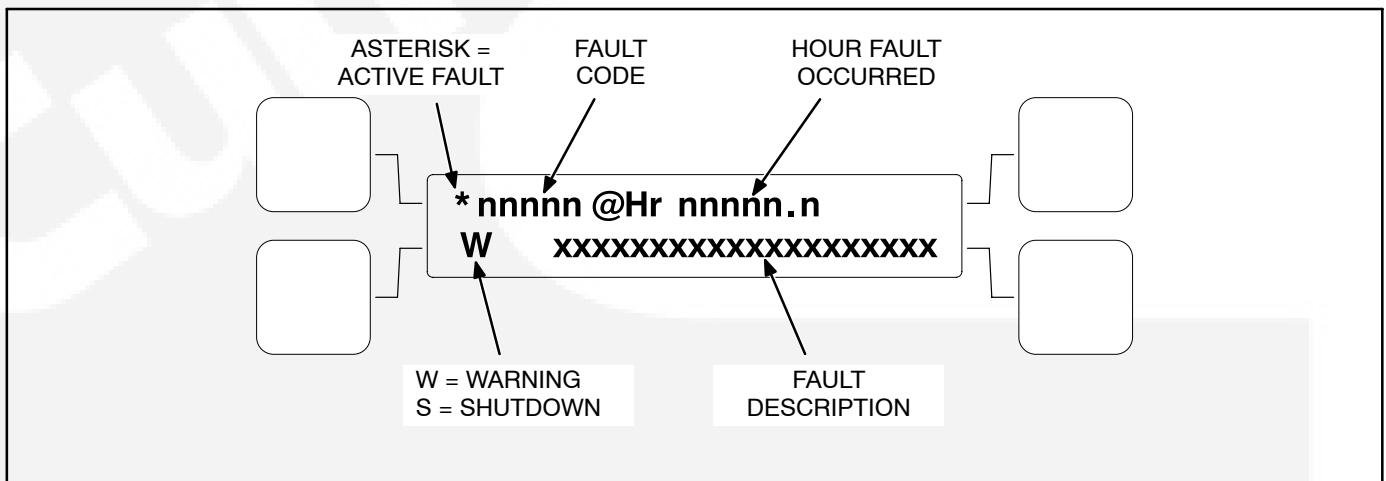 ASTERISK =
ACTIVE FAULT
FAULT
CODE
HOUR FAULT
OCCURRED
* nnnnn @Hr nnnnn.n
W xxxxxxxxxxxxxxxxxxxx
W = WARNING
S = SHUTDOWN
FAULT
DESCRIPTION